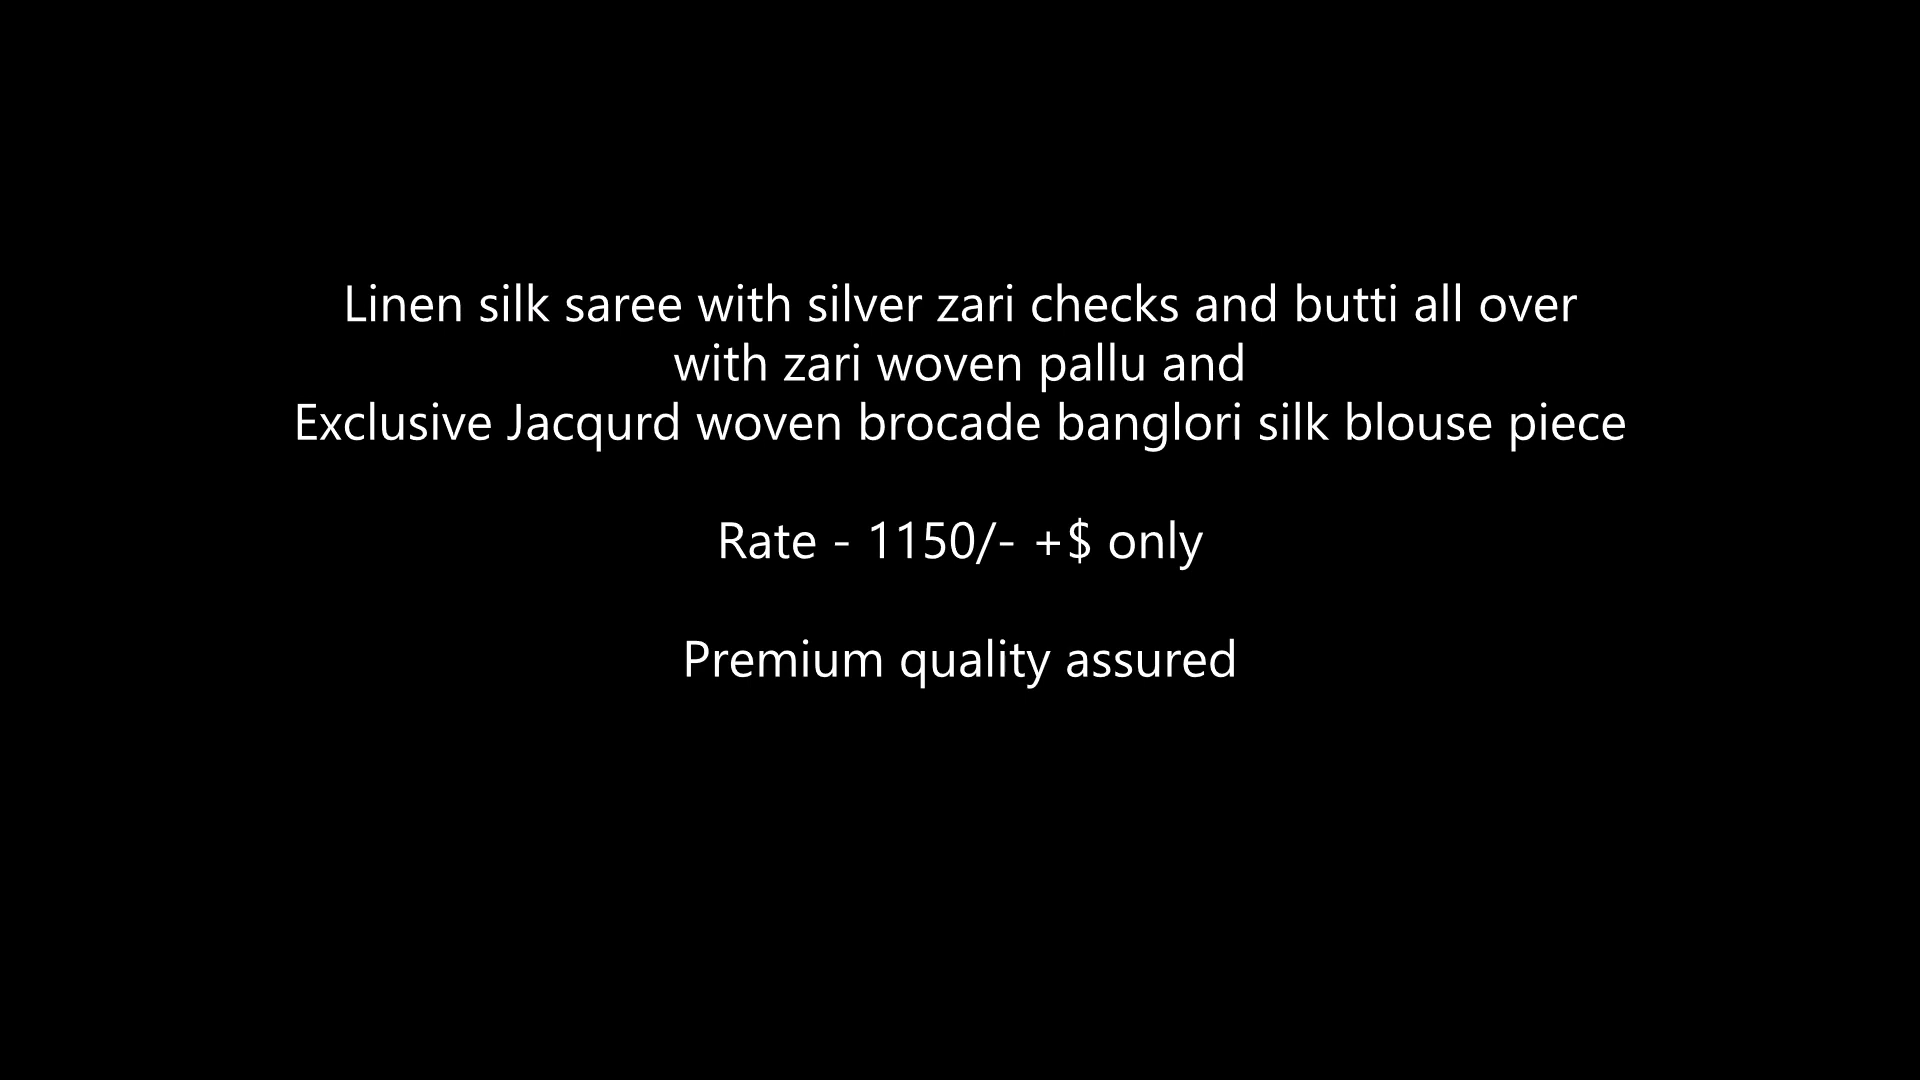 Linen silk saree with silver zari checks and butti all over
with zari woven pallu and
Exclusive Jacqurd woven brocade banglori silk blouse piece
Rate - 1150/- +$ only
Premium quality assured